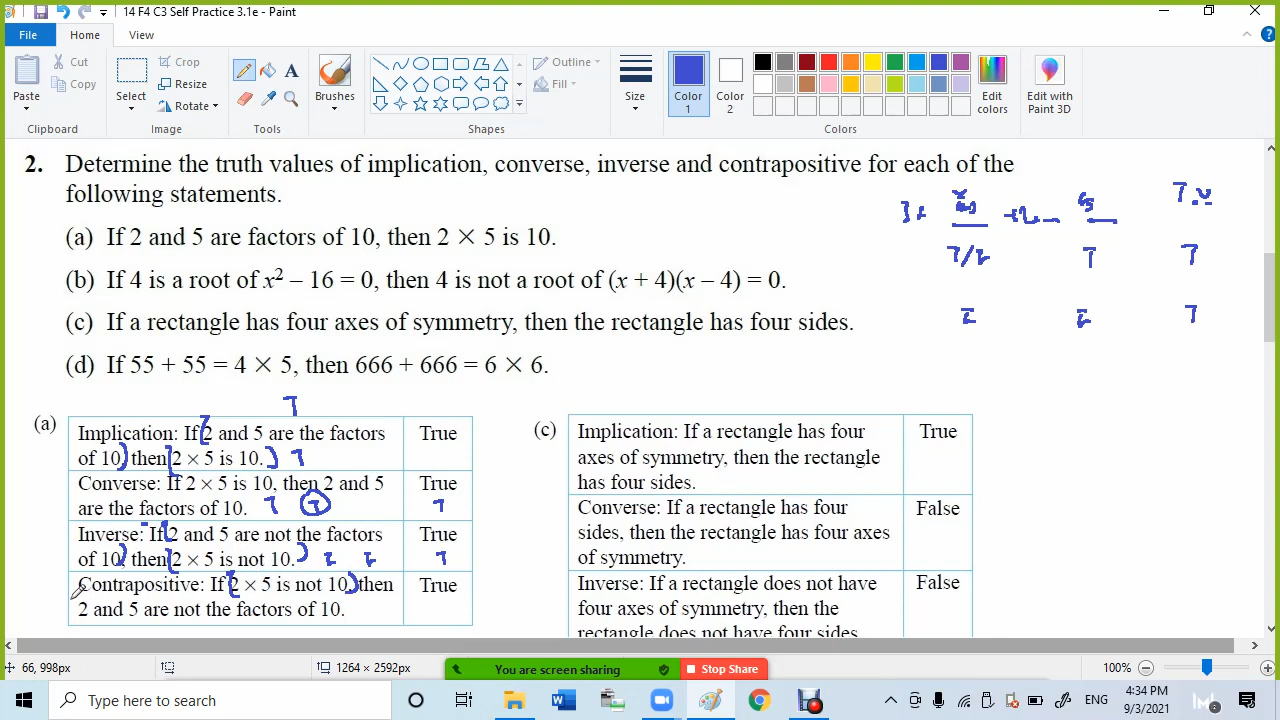 14 F4 C3 Self Practice 3.1e - Paint
File
Home
View
Paste
Cut
Copy
Clipboard
Select
Crop
Resize
Rotate
Image
A
Tools
Brushes
Shapes
Outline
Fill
Size
Color 1
Color 2
Colors
Edit colors
Edit with Paint 3D
2. Determine the truth values of implication, converse, inverse and contrapositive for each of the
following statements.
(a) If 2 and 5 are factors of 10, then 2 × 5 is 10.
(b) If 4 is a root of x² – 16 = 0, then 4 is not a root of (x + 4)(x – 4) = 0.
(c) If a rectangle has four axes of symmetry, then the rectangle has four sides.
(d) If 55 + 55 = 4 × 5, then 666 + 666 = 6 × 6.
(a)
Implication: If 2 and 5 are the factors
of 10, then 2 × 5 is 10.
True
Converse: If 2 × 5 is 10, then 2 and 5
are the factors of 10.
True
Inverse: If 2 and 5 are not the factors
of 10, then 2 × 5 is not 10.
True
Contrapositive: If 2 × 5 is not 10, then
2 and 5 are not the factors of 10.
True
(c)
Implication: If a rectangle has four
axes of symmetry, then the rectangle
has four sides.
True
Converse: If a rectangle has four
sides, then the rectangle has four axes
of symmetry.
False
Inverse: If a rectangle does not have
four axes of symmetry, then the
rectangle does not have four sides
False
66, 998px
1264 × 2592px
100%
You are screen sharing
Stop Share
Type here to search
ENG
4:34 PM
9/3/2021